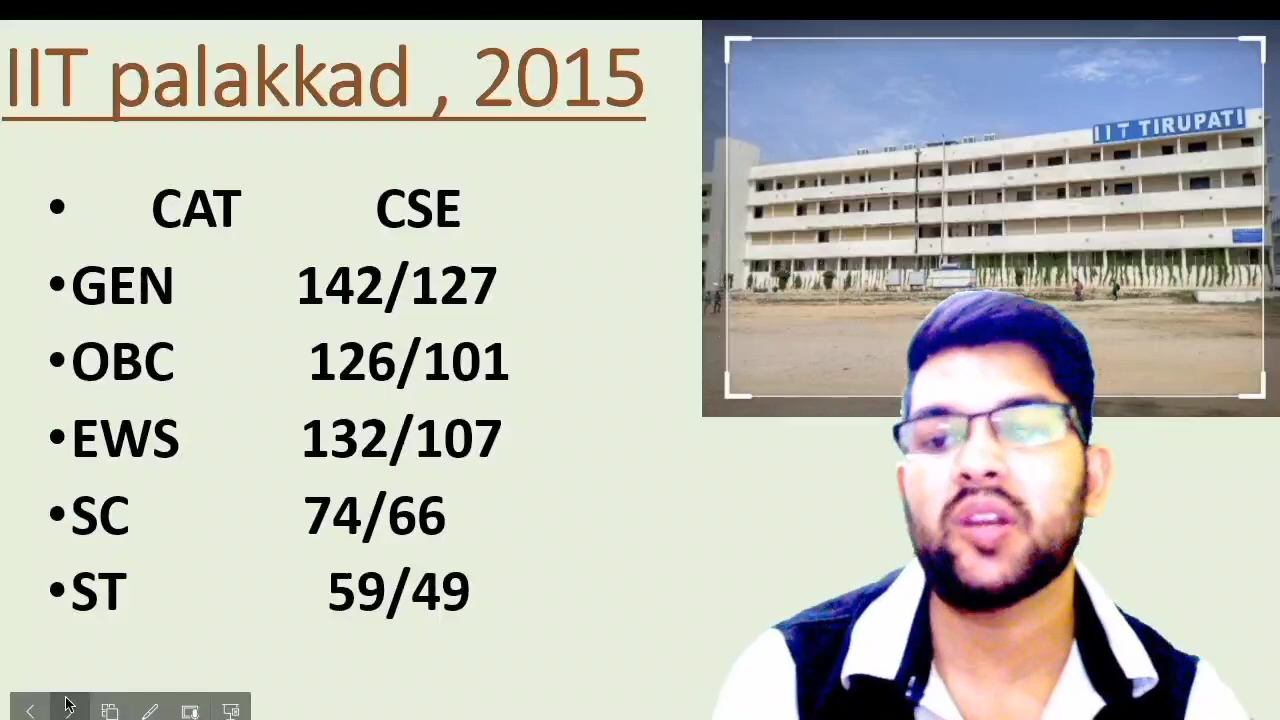 IIT palakkad , 2015
IIT TIRUPATI
• CAT CSE
•GEN 142/127
•OBC 126/101
•EWS 132/107
•SC 74/66
•ST 59/49